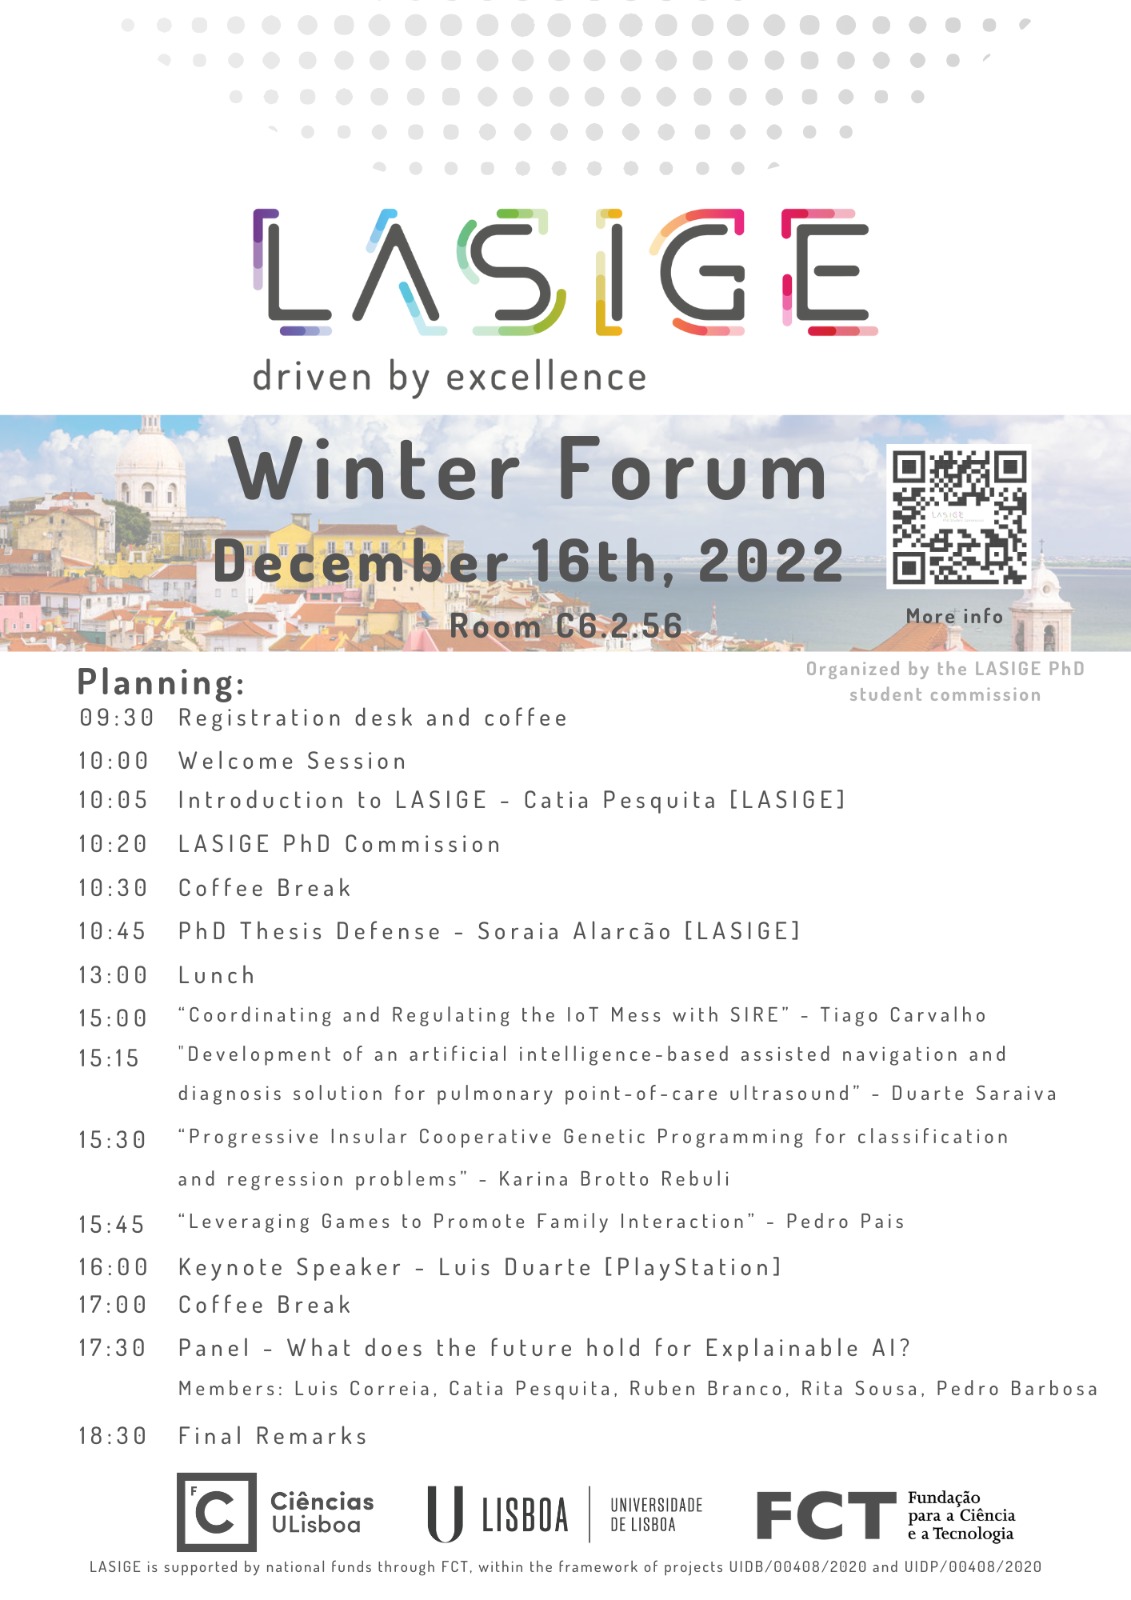 LASIGE
driven by excellence
Winter Forum
December 16th, 2022
Room C6.2.56
LASIGE
More info
Organized by the LASIGE PhD
student commission
Planning:
09:30 Registration desk and coffee
10:00 Welcome Session
10:05 Introduction to LASIGE - Catia Pesquita [LASIGE]
10:20 LASIGE PhD Commission
10:30 Coffee Break
10:45 PhD Thesis Defense - Soraia Alarcão [LASIGE]
13:00 Lunch
15:00 “Coordinating and Regulating the IoT Mess with SIRE” - Tiago Carvalho
15:15 "Development of an artificial intelligence-based assisted navigation and
diagnosis solution for pulmonary point-of-care ultrasound” - Duarte Saraiva
15:30 “Progressive Insular Cooperative Genetic Programming for classification
and regression problems” - Karina Brotto Rebuli
15:45 “Leveraging Games to Promote Family Interaction” - Pedro Pais
16:00 Keynote Speaker - Luis Duarte [PlayStation]
17:00 Coffee Break
17:30 Panel - What does the future hold for Explainable AI?
Members: Luis Correia, Catia Pesquita, Ruben Branco, Rita Sousa, Pedro Barbosa
18:30 Final Remarks
F C Ciências
ULisboa
U LISBOA UNIVERSIDADE
DE LISBOA
FCT Fundação
para a Ciência
e a Tecnologia
LASIGE is supported by national funds through FCT, within the framework of projects UIDB/00408/2020 and UIDP/00408/2020